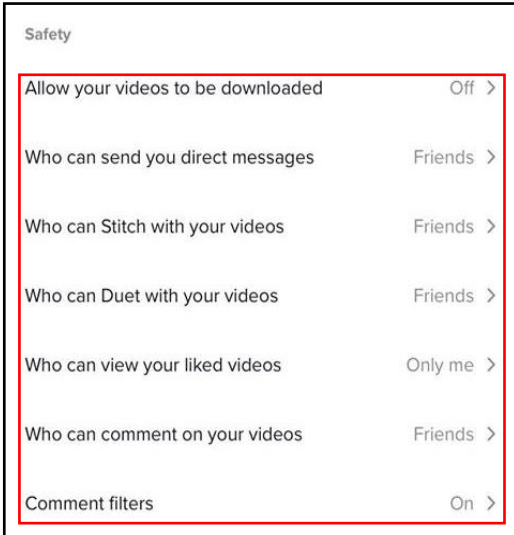 Safety
Allow your videos to be downloaded Off >
Who can send you direct messages Friends >
Who can Stitch with your videos Friends >
Who can Duet with your videos Friends >
Who can view your liked videos Only me >
Who can comment on your videos Friends >
Comment filters On >